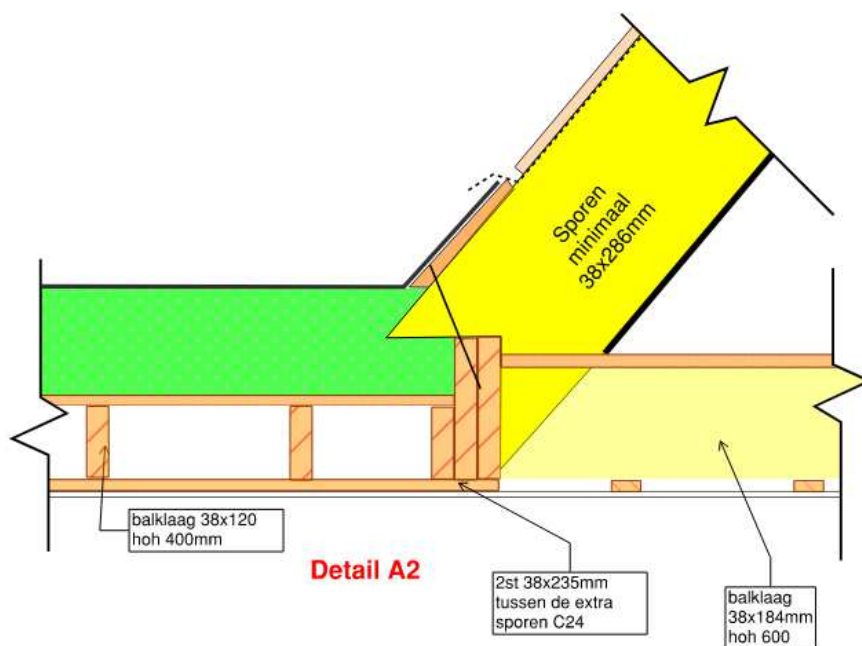 Sporen
minimaal
38x286mm
balklaag 38x120
hoh 400mm
Detail A2
2st 38x235mm
tussen de extra
sporen C24
balklaag
38x184mm
hoh 600